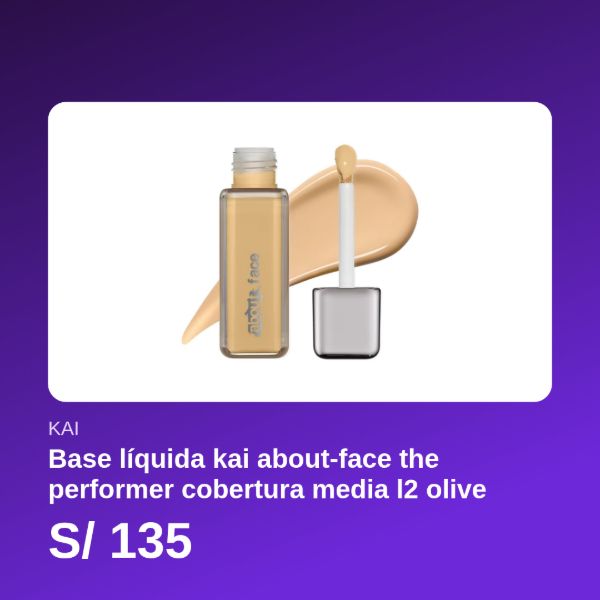 about-face
KAI
Base líquida kai about-face the
performer cobertura media l2 olive
S/ 135